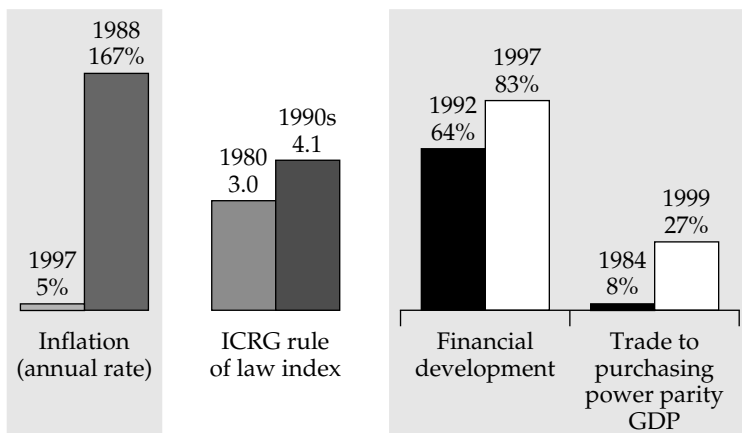 1988
167%
1997
5%
Inflation
(annual rate)
1980
3.0
1990s
4.1
ICRG rule
of law index
1992
64%
1997
83%
Financial
development
1984
8%
1999
27%
Trade to
purchasing
power parity
GDP